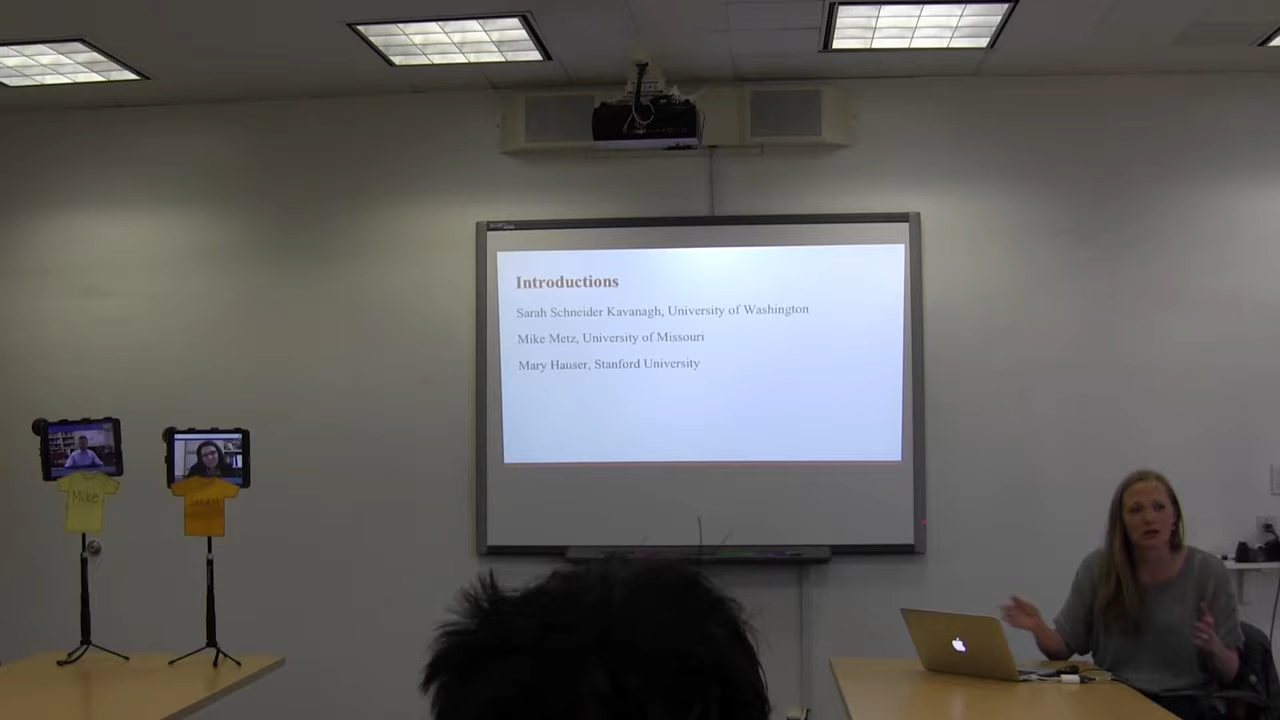 Introductions
Sarah Schneider Kavanagh, University of Washington
Mike Metz, University of Missouri
Mary Hauser, Stanford University
Mike